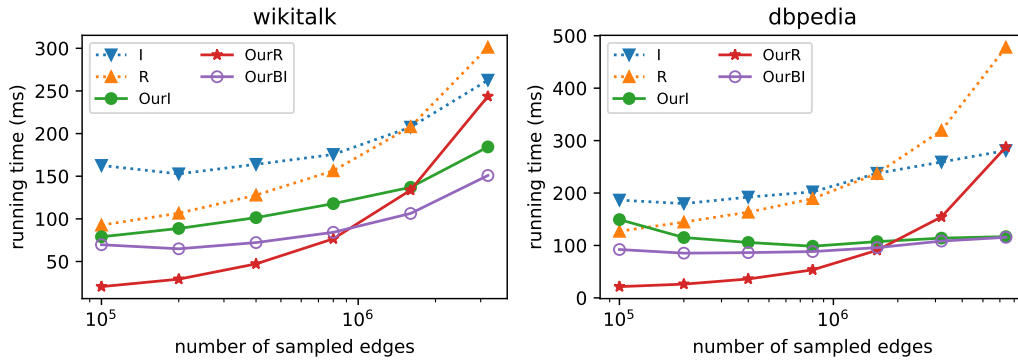 wikitalk
300
250
200
150
100
50
running time (ms)
I
R
OurI
OurR
OurBI
10^5
10^6
number of sampled edges
dbpedia
500
400
300
200
100
0
running time (ms)
I
R
OurI
OurR
OurBI
10^5
10^6
number of sampled edges